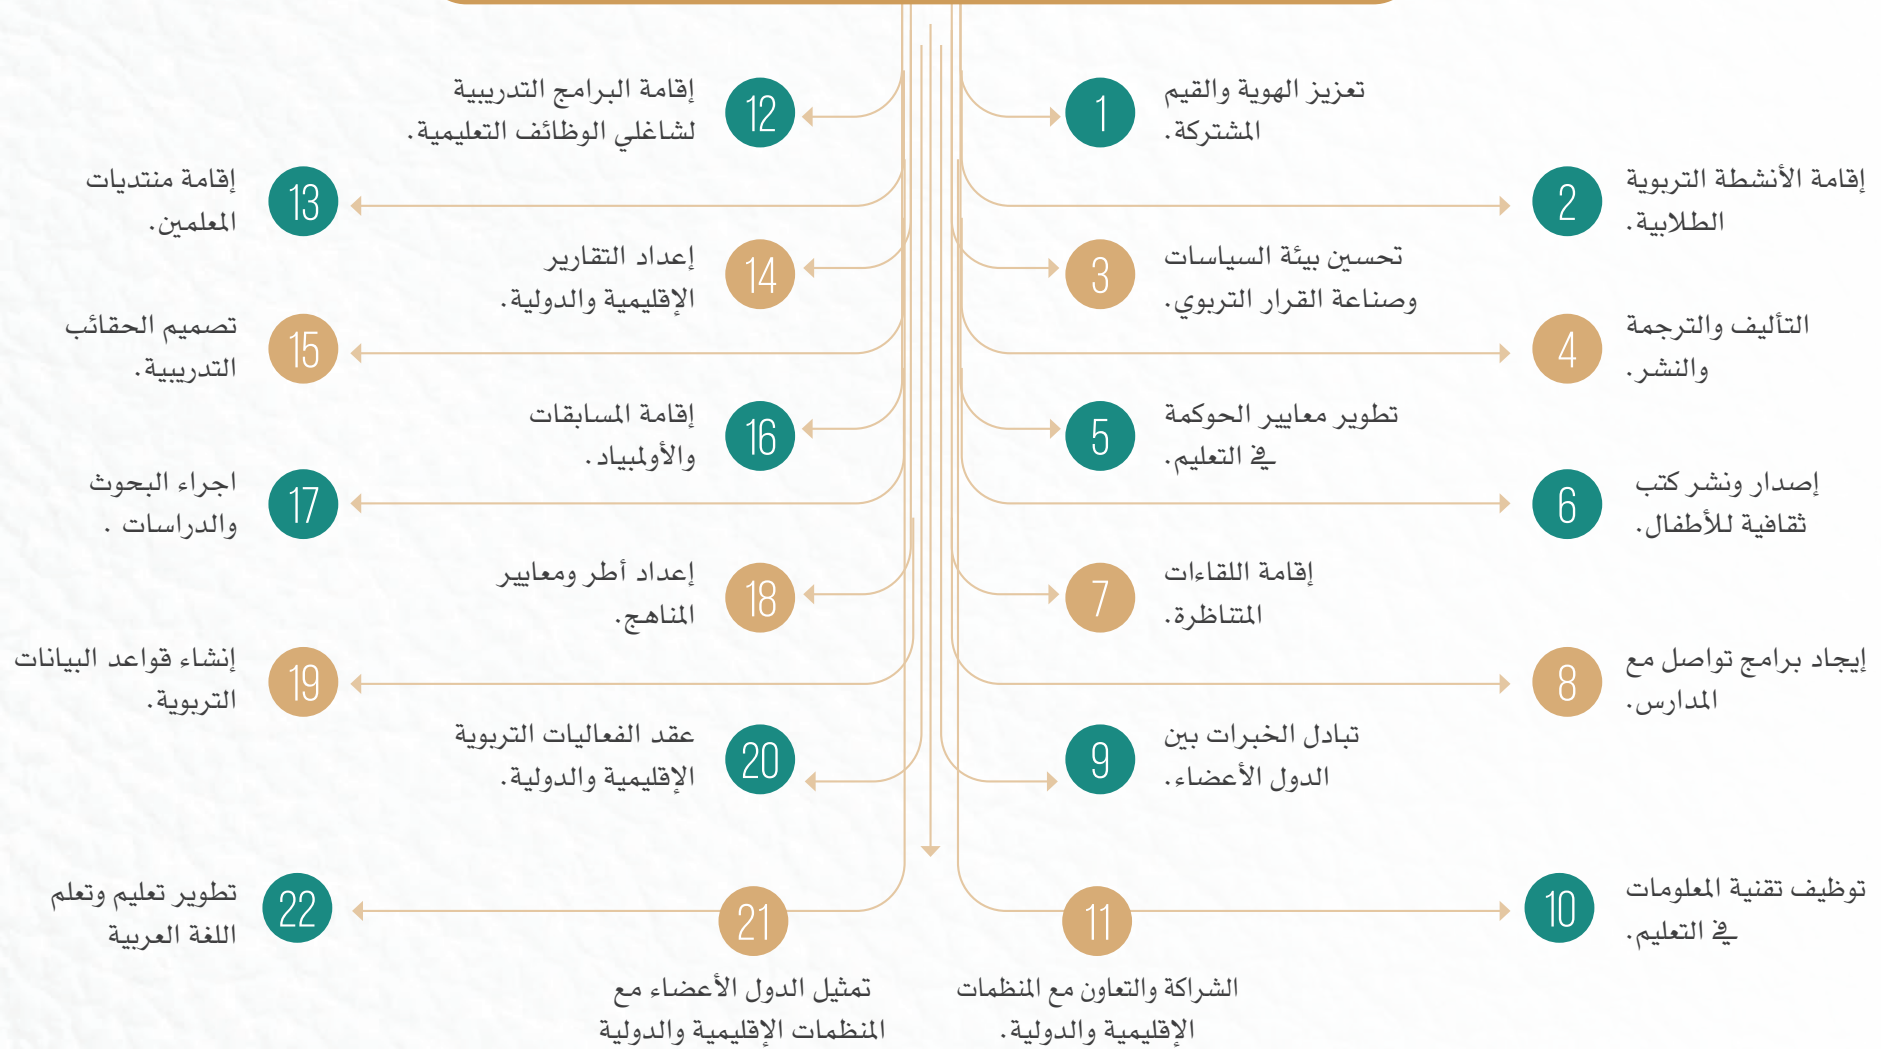 1
تعزيز الهوية والقيم
المشتركة.
2
إقامة الأنشطة التربوية
الطلابية.
3
تحسين بيئة السياسات
وصناعة القرار التربوي.
4
التأليف والترجمة
والنشر.
5
تطوير معايير الحوكمة
في التعليم.
6
إصدار ونشر كتب
ثقافية للأطفال.
7
إقامة اللقاءات
المتناظرة.
8
إيجاد برامج تواصل مع
المدارس.
9
تبادل الخبرات بين
الدول الأعضاء.
10
توظيف تقنية المعلومات
في التعليم.
11
الشراكة والتعاون مع المنظمات
الإقليمية والدولية.
12
إقامة البرامج التدريبية
لشاغلي الوظائف التعليمية.
13
إقامة منتديات
المعلمين.
14
إعداد التقارير
الإقليمية والدولية.
15
تصميم الحقائب
التدريبية.
16
إقامة المسابقات
والأولمبياد.
17
اجراء البحوث
والدراسات .
18
إعداد أطر ومعايير
المناهج.
19
إنشاء قواعد البيانات
التربوية.
20
عقد الفعاليات التربوية
الإقليمية والدولية.
21
تمثيل الدول الأعضاء مع
المنظمات الإقليمية والدولية
22
تطوير تعليم وتعلم
اللغة العربية